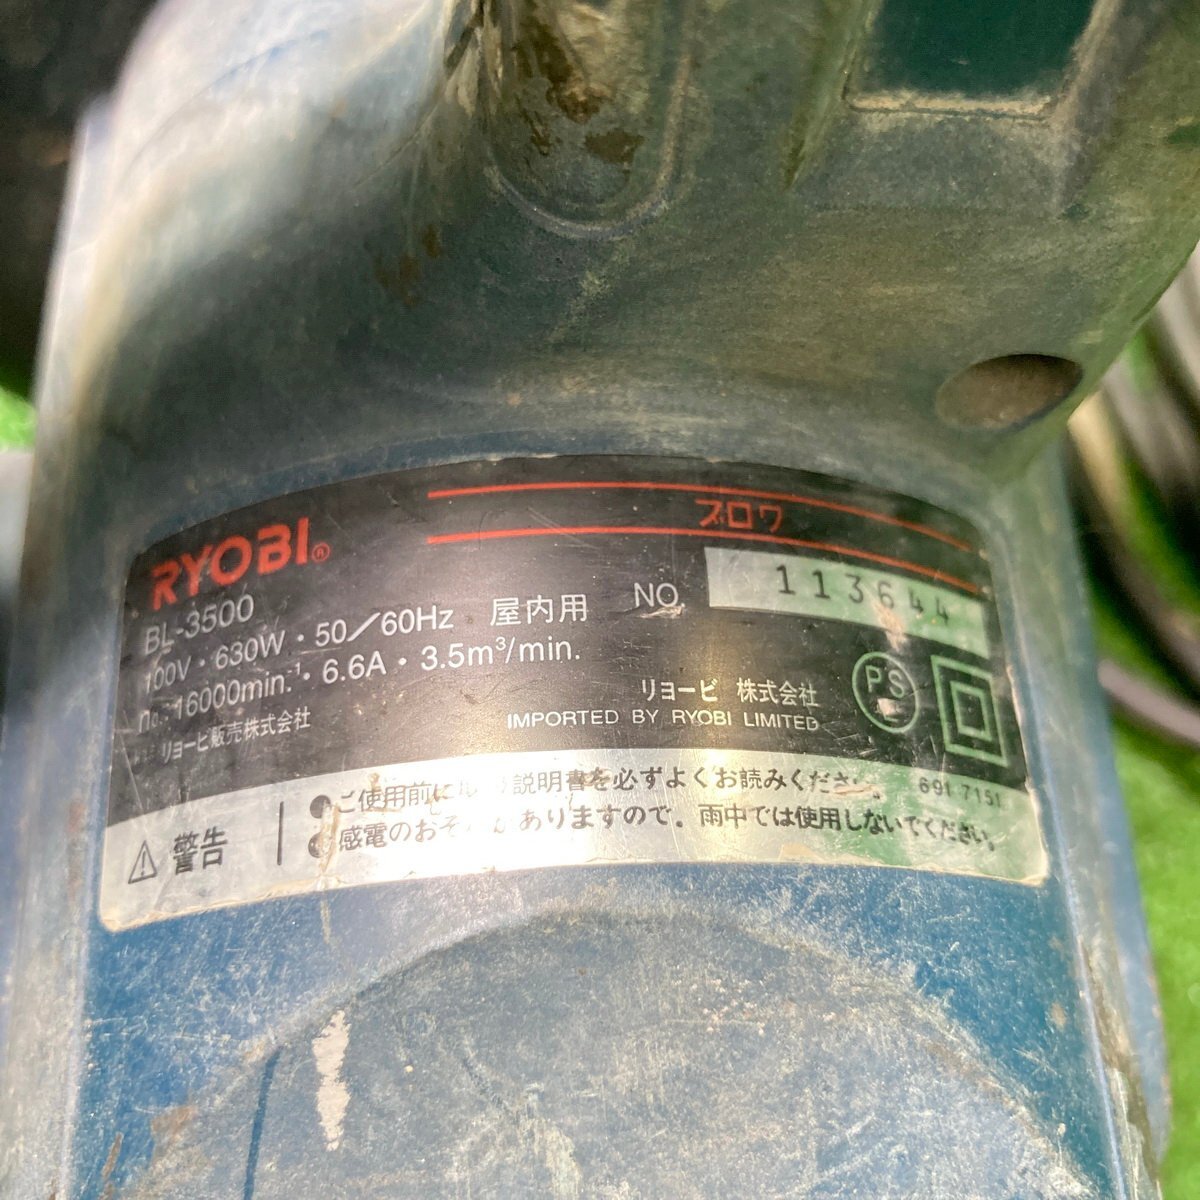 RYOBI®
ブロワ
BL-3500
NO. 113644
100V・630W・50/60Hz 屋内用
no.:16000min.⁻¹・6.6A・3.5m³/min.
リョービ販売株式会社
リョービ 株式会社
IMPORTED BY RYOBI LIMITED
PS
E
691 7151
⚠警告
●ご使用前に 説明書を必ずよくお読みください。
感電のおそれがありますので、雨中では使用しないでください。